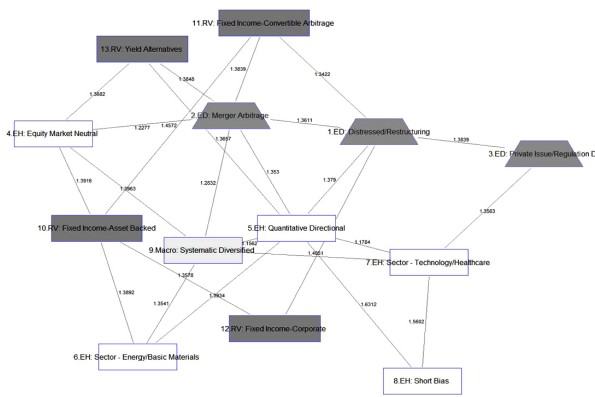 11.RV: Fixed Income-Convertible Arbitrage
13.RV: Yield Alternatives
1.3839
1.3848
1.3422
1.3682
2.ED: Merger Arbitrage
1.4572
1.2277
1.3611
1.ED: Distressed/Restructuring
4.EH: Equity Market Neutral
1.3657
1.3839
3.ED: Private Issue/Regulation D
1.353
1.379
1.3916
1.3963
1.2832
1.3563
10.RV: Fixed Income-Asset Backed
5.EH: Quantitative Directional
9.Macro: Systematic Diversified
1.1562
1.1784
1.4051
7.EH: Sector - Technology/Healthcare
1.3578
1.3892
1.3541
1.3934
1.6312
1.5602
12.RV: Fixed Income-Corporate
6.EH: Sector - Energy/Basic Materials
8.EH: Short Bias